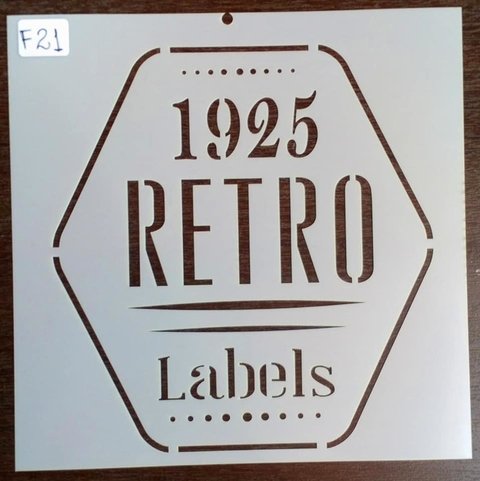 F21
1925
RETRO
Labels